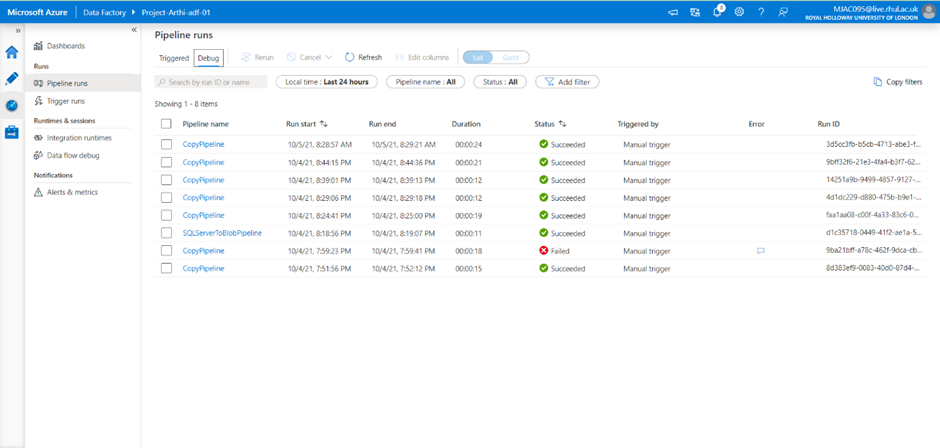 Microsoft Azure Data Factory Project-Arthi-adf-01 1 ? MJAC095@live.rhul.ac.uk
ROYAL HOLLOWAY UNIVERSITY OF LONDON
» «
Dashboards
Runs
Pipeline runs
Trigger runs
Runtimes & sessions
Integration runtimes
Data flow debug
Notifications
Alerts & metrics
Pipeline runs
Triggered Debug Rerun Cancel Refresh Edit columns List Gantt
Search by run ID or name Local time : Last 24 hours Pipeline name : All Status : All Add filter Copy filters
Showing 1 - 8 items
Pipeline name Run start Run end Duration Status Triggered by Error Run ID
CopyPipeline 10/5/21, 8:28:57 AM 10/5/21, 8:29:21 AM 00:00:24 Succeeded Manual trigger 3d5cc3fb-b5cb-4713-abe3-f...
CopyPipeline 10/4/21, 8:44:15 PM 10/4/21, 8:44:36 PM 00:00:21 Succeeded Manual trigger 9bff32f6-21e3-4fa4-b3f7-62...
CopyPipeline 10/4/21, 8:39:01 PM 10/4/21, 8:39:13 PM 00:00:12 Succeeded Manual trigger 14251a9b-9499-4857-9127-...
CopyPipeline 10/4/21, 8:29:06 PM 10/4/21, 8:29:18 PM 00:00:12 Succeeded Manual trigger 4d1dc229-d880-475b-b9e1-...
CopyPipeline 10/4/21, 8:24:41 PM 10/4/21, 8:25:00 PM 00:00:19 Succeeded Manual trigger faa1aa08-c00f-4a33-83c6-0...
SQLServerToBlobPipeline 10/4/21, 8:18:56 PM 10/4/21, 8:19:07 PM 00:00:11 Succeeded Manual trigger d1c35718-0449-41f2-ae1a-5...
CopyPipeline 10/4/21, 7:59:23 PM 10/4/21, 7:59:41 PM 00:00:18 Failed Manual trigger 9ba21bff-a78c-462f-9dca-cb...
CopyPipeline 10/4/21, 7:51:56 PM 10/4/21, 7:52:12 PM 00:00:15 Succeeded Manual trigger 8d383ef9-0083-40d0-87d4-...